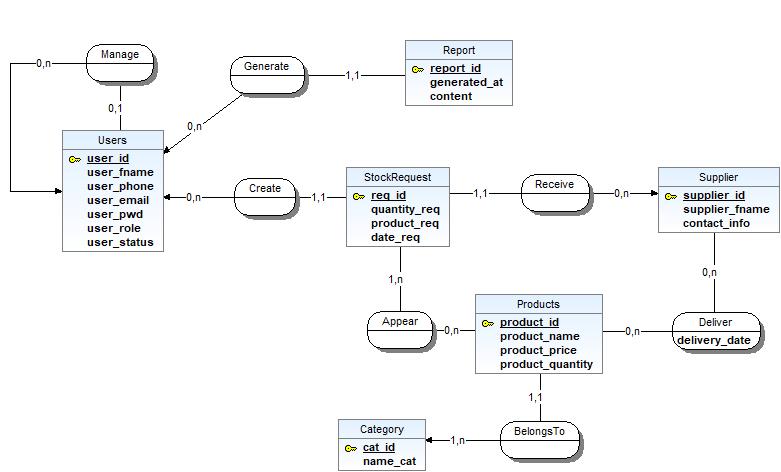 Manage
0,n
0,1
Generate
1,1
0,n
Report
report_id
generated_at
content
Users
user_id
user_fname
user_phone
user_email
user_pwd
user_role
user_status
0,n
Create
1,1
StockRequest
req_id
quantity_req
product_req
date_req
1,1
Receive
0,n
Supplier
supplier_id
supplier_fname
contact_info
1,n
0,n
Appear
0,n
Products
product_id
product_name
product_price
product_quantity
0,n
Deliver
delivery_date
1,1
Category
cat_id
name_cat
1,n
BelongsTo